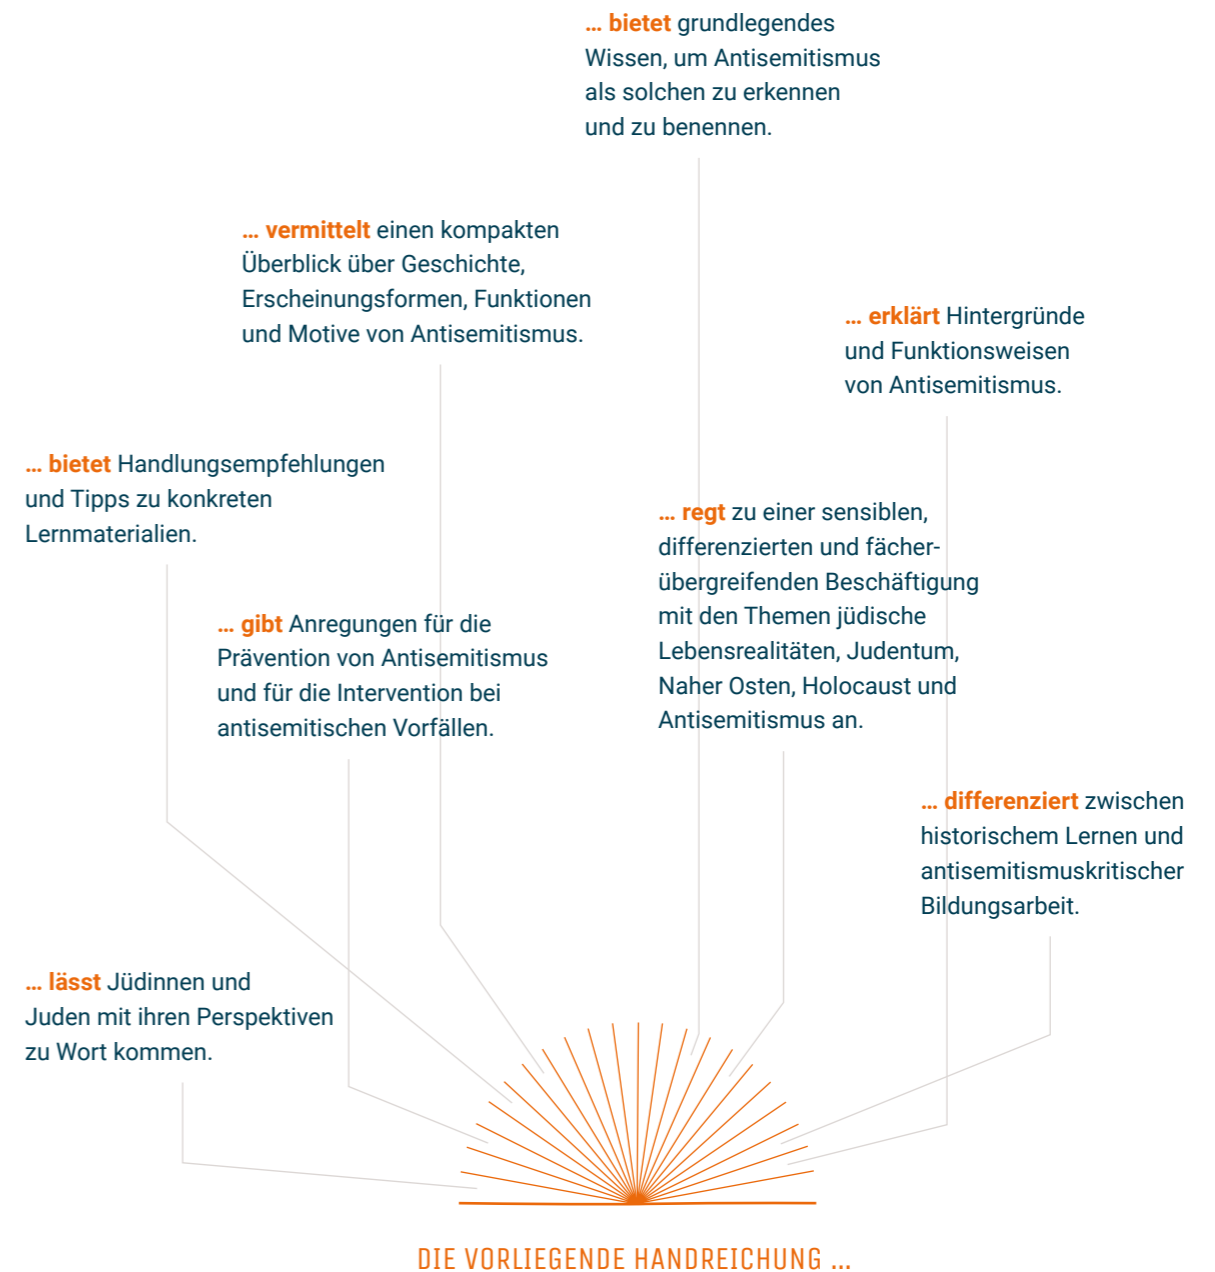 … bietet grundlegendes
Wissen, um Antisemitismus
als solchen zu erkennen
und zu benennen.
… vermittelt einen kompakten
Überblick über Geschichte,
Erscheinungsformen, Funktionen
und Motive von Antisemitismus.
… erklärt Hintergründe
und Funktionsweisen
von Antisemitismus.
… bietet Handlungsempfehlungen
und Tipps zu konkreten
Lernmaterialien.
… regt zu einer sensiblen,
differenzierten und fächer-
übergreifenden Beschäftigung
mit den Themen jüdische
Lebensrealitäten, Judentum,
Naher Osten, Holocaust und
Antisemitismus an.
… gibt Anregungen für die
Prävention von Antisemitismus
und für die Intervention bei
antisemitischen Vorfällen.
… differenziert zwischen
historischem Lernen und
antisemitismuskritischer
Bildungsarbeit.
… lässt Jüdinnen und
Juden mit ihren Perspektiven
zu Wort kommen.
DIE VORLIEGENDE HANDREICHUNG …